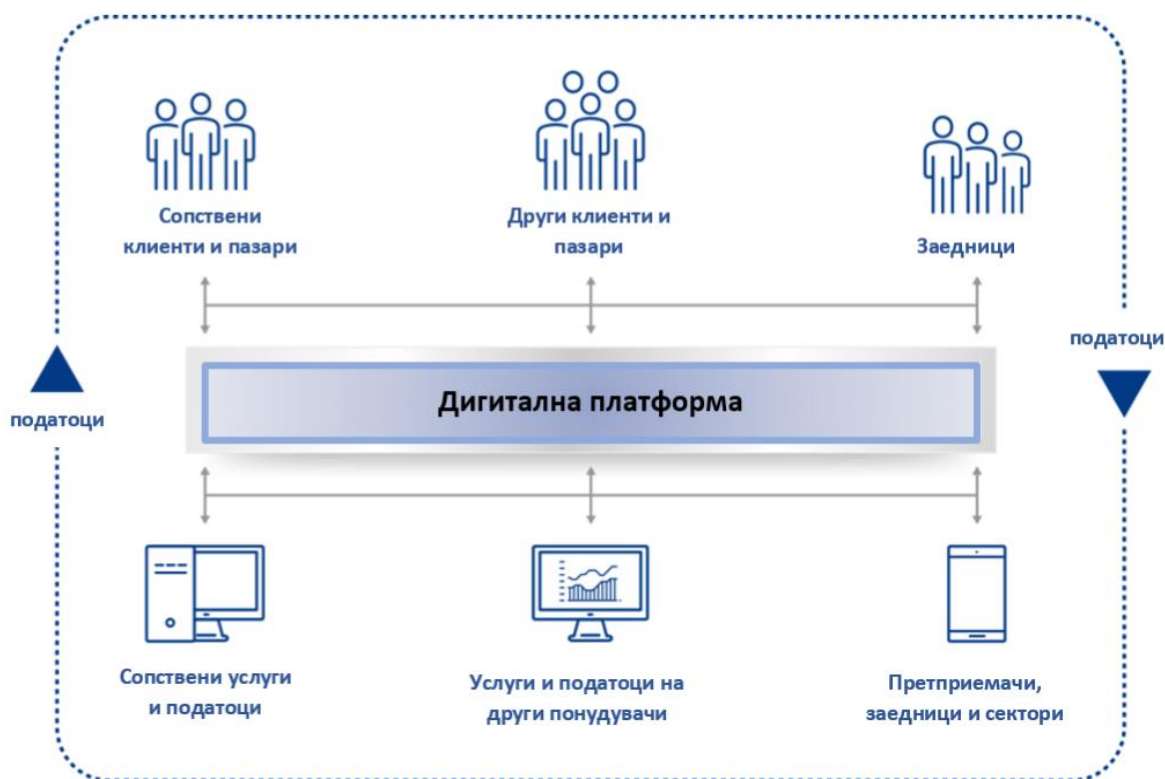 Сопствени
клиенти и пазари
Други клиенти и
пазари
Заедници
податоци
податоци
Дигитална платформа
Сопствени услуги
и податоци
Услуги и податоци на
други понудувачи
Претприемачи,
заедници и сектори